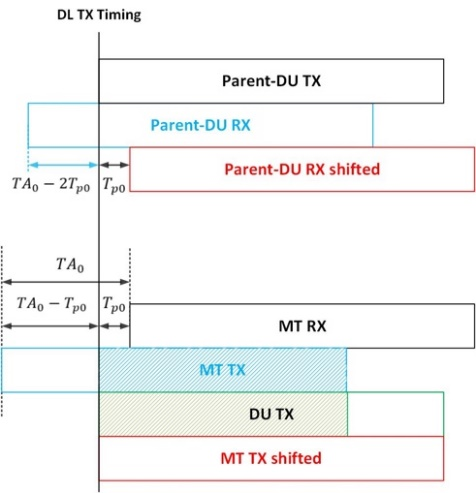 DL TX Timing
Parent-DU TX
Parent-DU RX
Parent-DU RX shifted
TA₀ − 2Tₚ₀ Tₚ₀
TA₀
TA₀ − Tₚ₀ Tₚ₀
MT RX
MT TX
DU TX
MT TX shifted